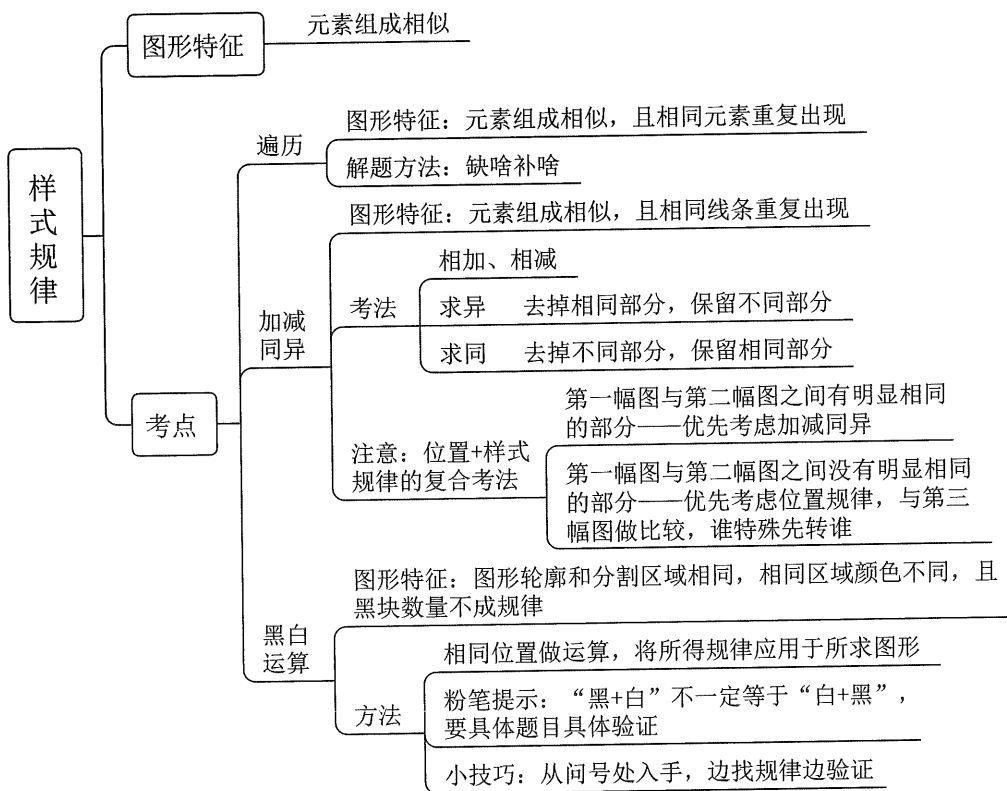 样式规律
图形特征
元素组成相似
考点
遍历
图形特征：元素组成相似，且相同元素重复出现
解题方法：缺啥补啥
加减
同异
图形特征：元素组成相似，且相同线条重复出现
考法
相加、相减
求异 去掉相同部分，保留不同部分
求同 去掉不同部分，保留相同部分
注意：位置+样式
规律的复合考法
第一幅图与第二幅图之间有明显相同
的部分——优先考虑加减同异
第一幅图与第二幅图之间没有明显相同
的部分——优先考虑位置规律，与第三
幅图做比较，谁特殊先转谁
黑白
运算
图形特征：图形轮廓和分割区域相同，相同区域颜色不同，且
黑块数量不成规律
方法
相同位置做运算，将所得规律应用于所求图形
粉笔提示：“黑+白”不一定等于“白+黑”，
要具体题目具体验证
小技巧：从问号处入手，边找规律边验证